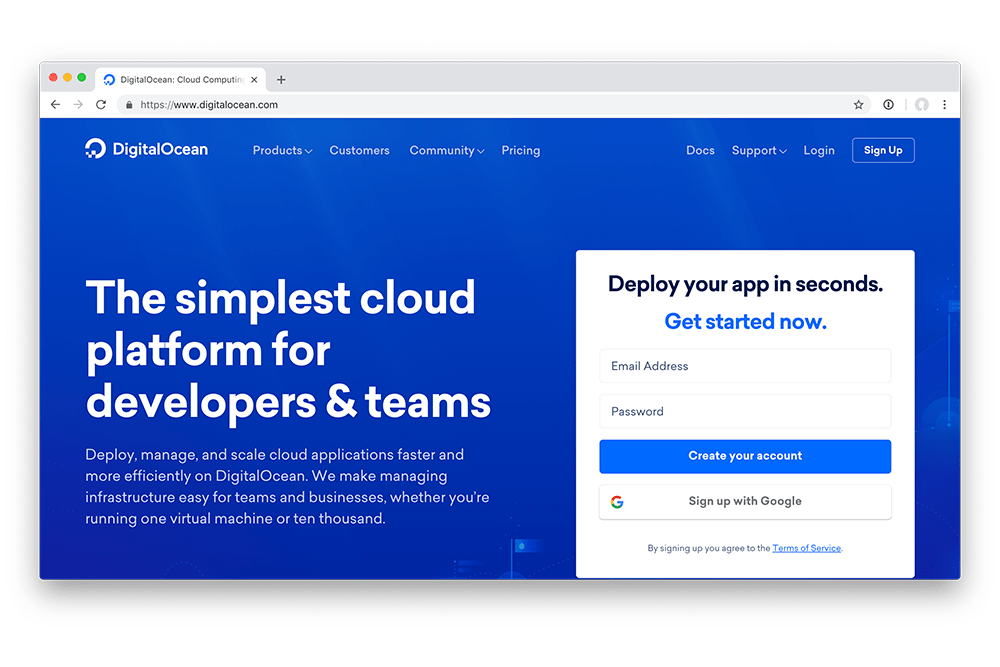 DigitalOcean: Cloud Computin
https://www.digitalocean.com
DigitalOcean Products Customers Community Pricing Docs Support Login Sign Up
The simplest cloud
platform for
developers & teams
Deploy, manage, and scale cloud applications faster and
more efficiently on DigitalOcean. We make managing
infrastructure easy for teams and businesses, whether you’re
running one virtual machine or ten thousand.
Deploy your app in seconds.
Get started now.
Email Address
Password
Create your account
Sign up with Google
By signing up you agree to the Terms of Service.